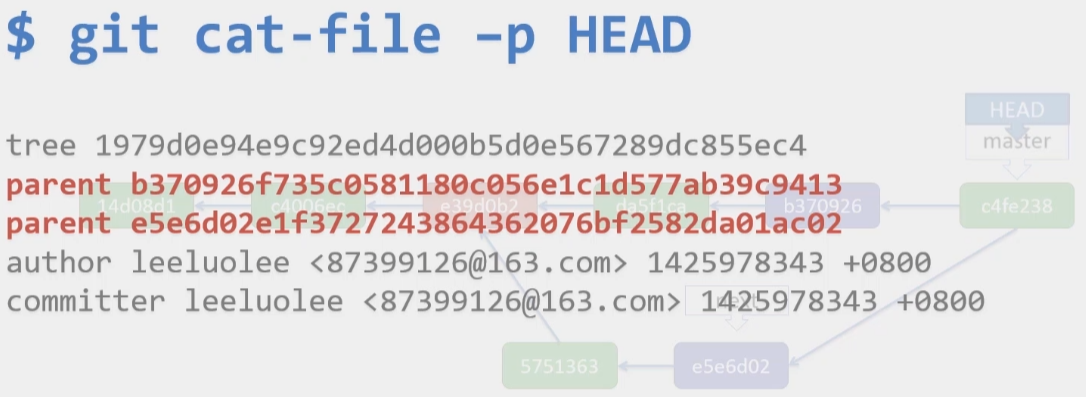 $ git cat-file –p HEAD
HEAD
tree 1979d0e94e9c92ed4d000b5d0e567289dc855ec4
master
parent b370926f735c0581180c056e1c1d577ab39c9413
14d08d1 c4006ec e39d0b2 da5f1ca b370926 c4fe238
parent e5e6d02e1f3727243864362076bf2582da01ac02
author leeluolee <87399126@163.com> 1425978343 +0800
committer leeluolee <87399126@163.com> 1425978343 +0800
5751363 e5e6d02